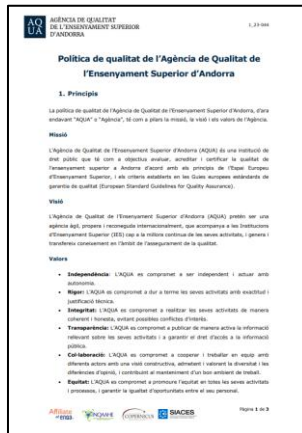 AQUA
AGÈNCIA DE QUALITAT
DE L'ENSENYAMENT SUPERIOR
D'ANDORRA
Política de qualitat de l'Agència de Qualitat de
l'Ensenyament Superior d'Andorra
1. Principis
La política de qualitat de l'Agència de Qualitat de l'Ensenyament Superior d'Andorra, d'ara
endavant "AQUA" o "Agència", té com a pilars la missió, la visió i els valors de l'Agència.
Missió
L'Agència de Qualitat de l'Ensenyament Superior d'Andorra (AQUA) és una institució de
dret públic que té com a objectius avaluar, acreditar i certificar la qualitat de
l'ensenyament superior a Andorra d'acord amb els principis de l'Espai Europeu
d'Ensenyament Superior, i els criteris establerts en les Guies europees estàndards de
garantia de qualitat (European Standard Guidelines for Quality Assurance).
Visió
L'Agència de Qualitat de l'Ensenyament Superior d'Andorra (AQUA) pretén ser una
agència àgil, propera i reconeguda internacionalment, que acompanya a les Institucions
d'Ensenyament Superior (IES) cap a la millora contínua de les seves activitats, i genera i
transfereix coneixement en l'àmbit de l'assegurament de la qualitat.
Valors
• Independència: L'AQUA es compromet a ser independent i actuar amb
autonomia.
• Rigor: L'AQUA es compromet a dur a terme les seves activitats amb exactitud i
justificació tècnica.
• Integritat: L'AQUA es compromet a realitzar les seves activitats de manera
coherent i honesta, evitant possibles conflictes d'interès.
• Transparència: L'AQUA es compromet a publicar de manera activa la informació
rellevant sobre les seves activitats i a garantir el dret d'accés a la informació
pública.
• Col·laboració: L'AQUA es compromet a cooperar i treballar en equip amb
diferents actors amb una visió constructiva, admetent i valorant la diversitat i les
diferències d'opinió, i contribuint al manteniment d'un bon ambient de treball.
• Equitat: L'AQUA es compromet a promoure l'equitat en totes les seves activitats
i processos, i garantir la igualtat d'oportunitats entre el seu personal.
Affiliate
enqa.
INQAAHE
COPERNICUS
SIACES
Pàgina 1 de 3